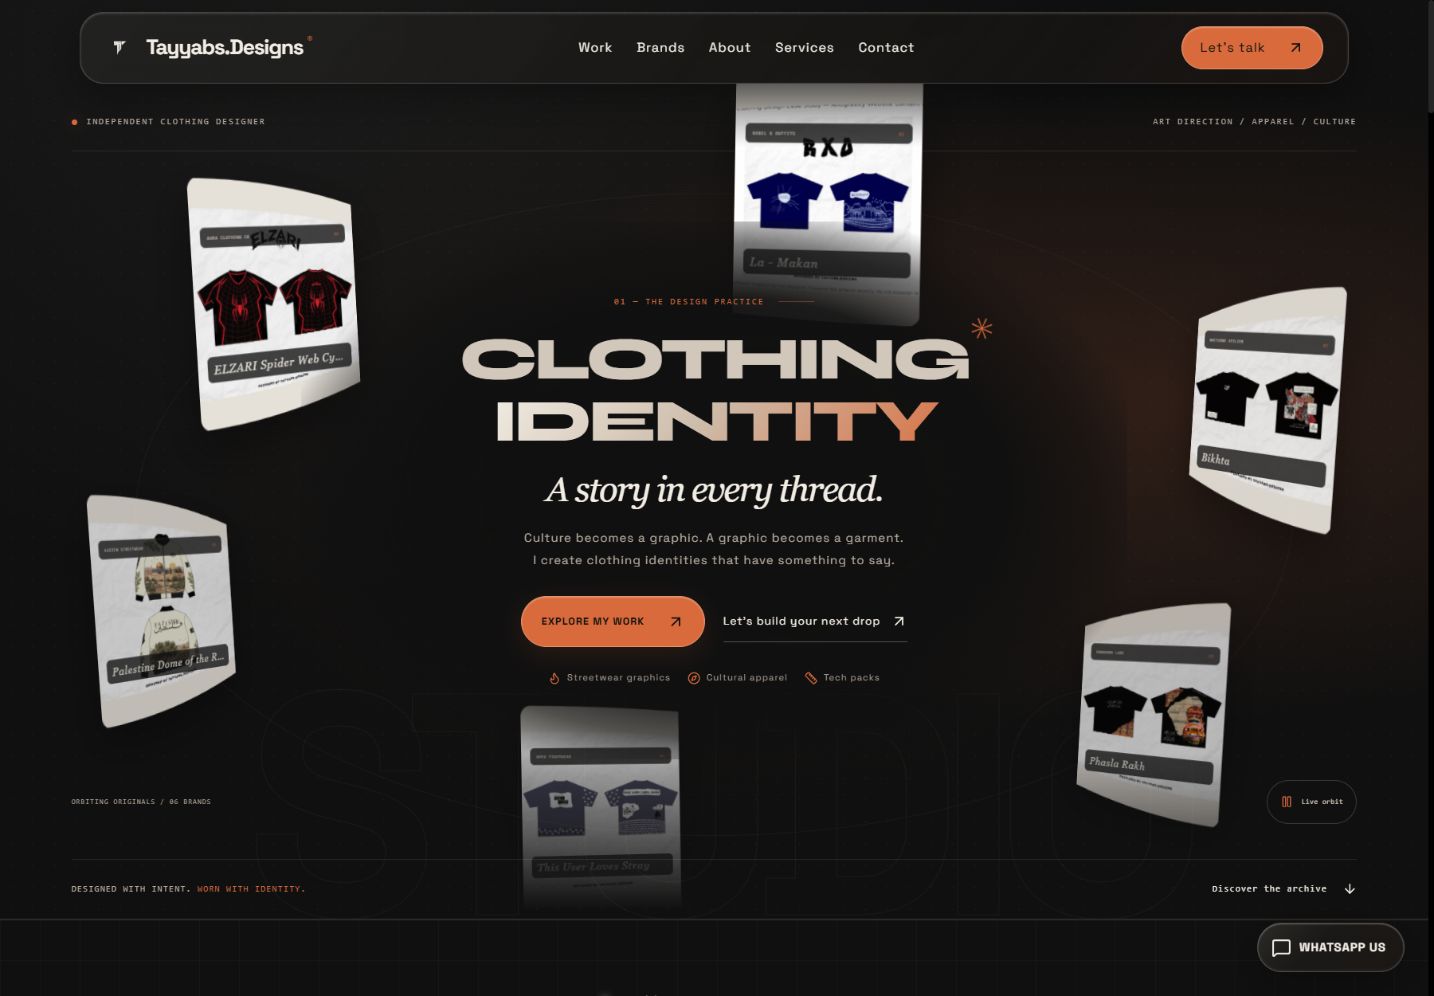 Tayyabs.Designs
Work
Brands
About
Services
Contact
Let's talk
INDEPENDENT CLOTHING DESIGNER
ART DIRECTION / APPAREL / CULTURE
REBEL & OUTFITS
RXD
La - Makan
ELZARI
ELZARI Spider Web Cy...
01 — THE DESIGN PRACTICE
CLOTHING
IDENTITY
A story in every thread.
Culture becomes a graphic. A graphic becomes a garment.
I create clothing identities that have something to say.
EXPLORE MY WORK
Let's build your next drop
Streetwear graphics
Cultural apparel
Tech packs
Bikhta
Palestine Dome of the R...
Phasla Rakh
This User Loves Stray
STUDIO
ORBITING ORIGINALS / 06 BRANDS
Live orbit
DESIGNED WITH INTENT. WORN WITH IDENTITY.
Discover the archive
WHATSAPP US